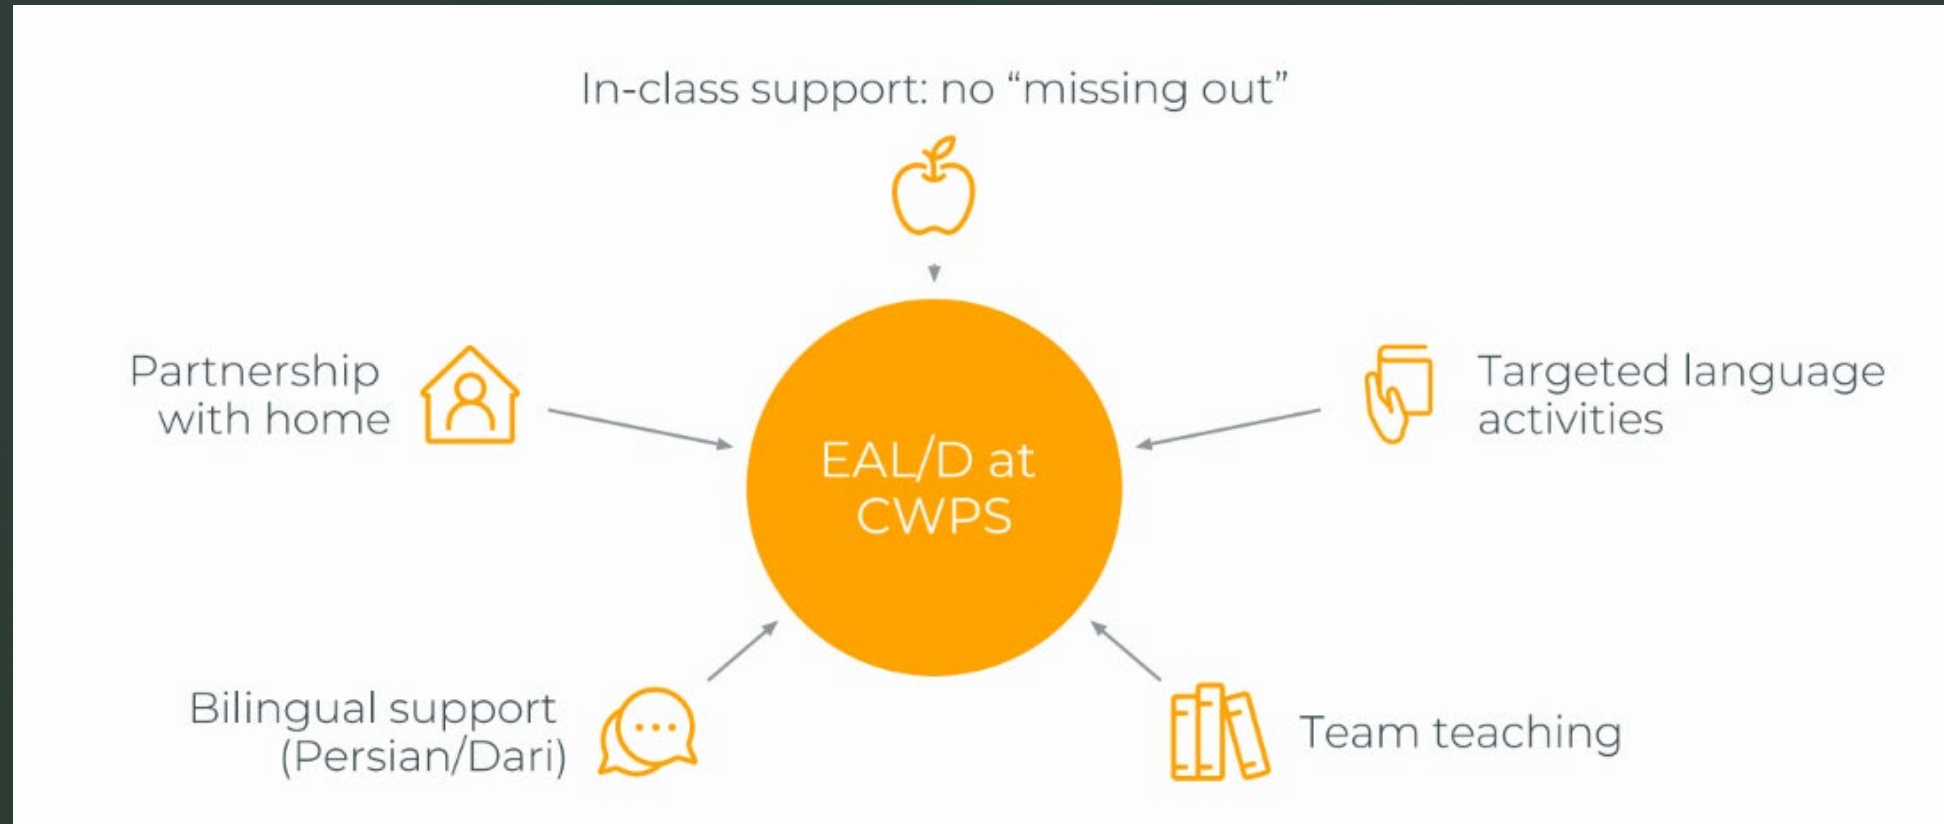 In-class support: no “missing out”
Partnership
with home
Targeted language
activities
EAL/D at
CWPS
Bilingual support
(Persian/Dari)
Team teaching